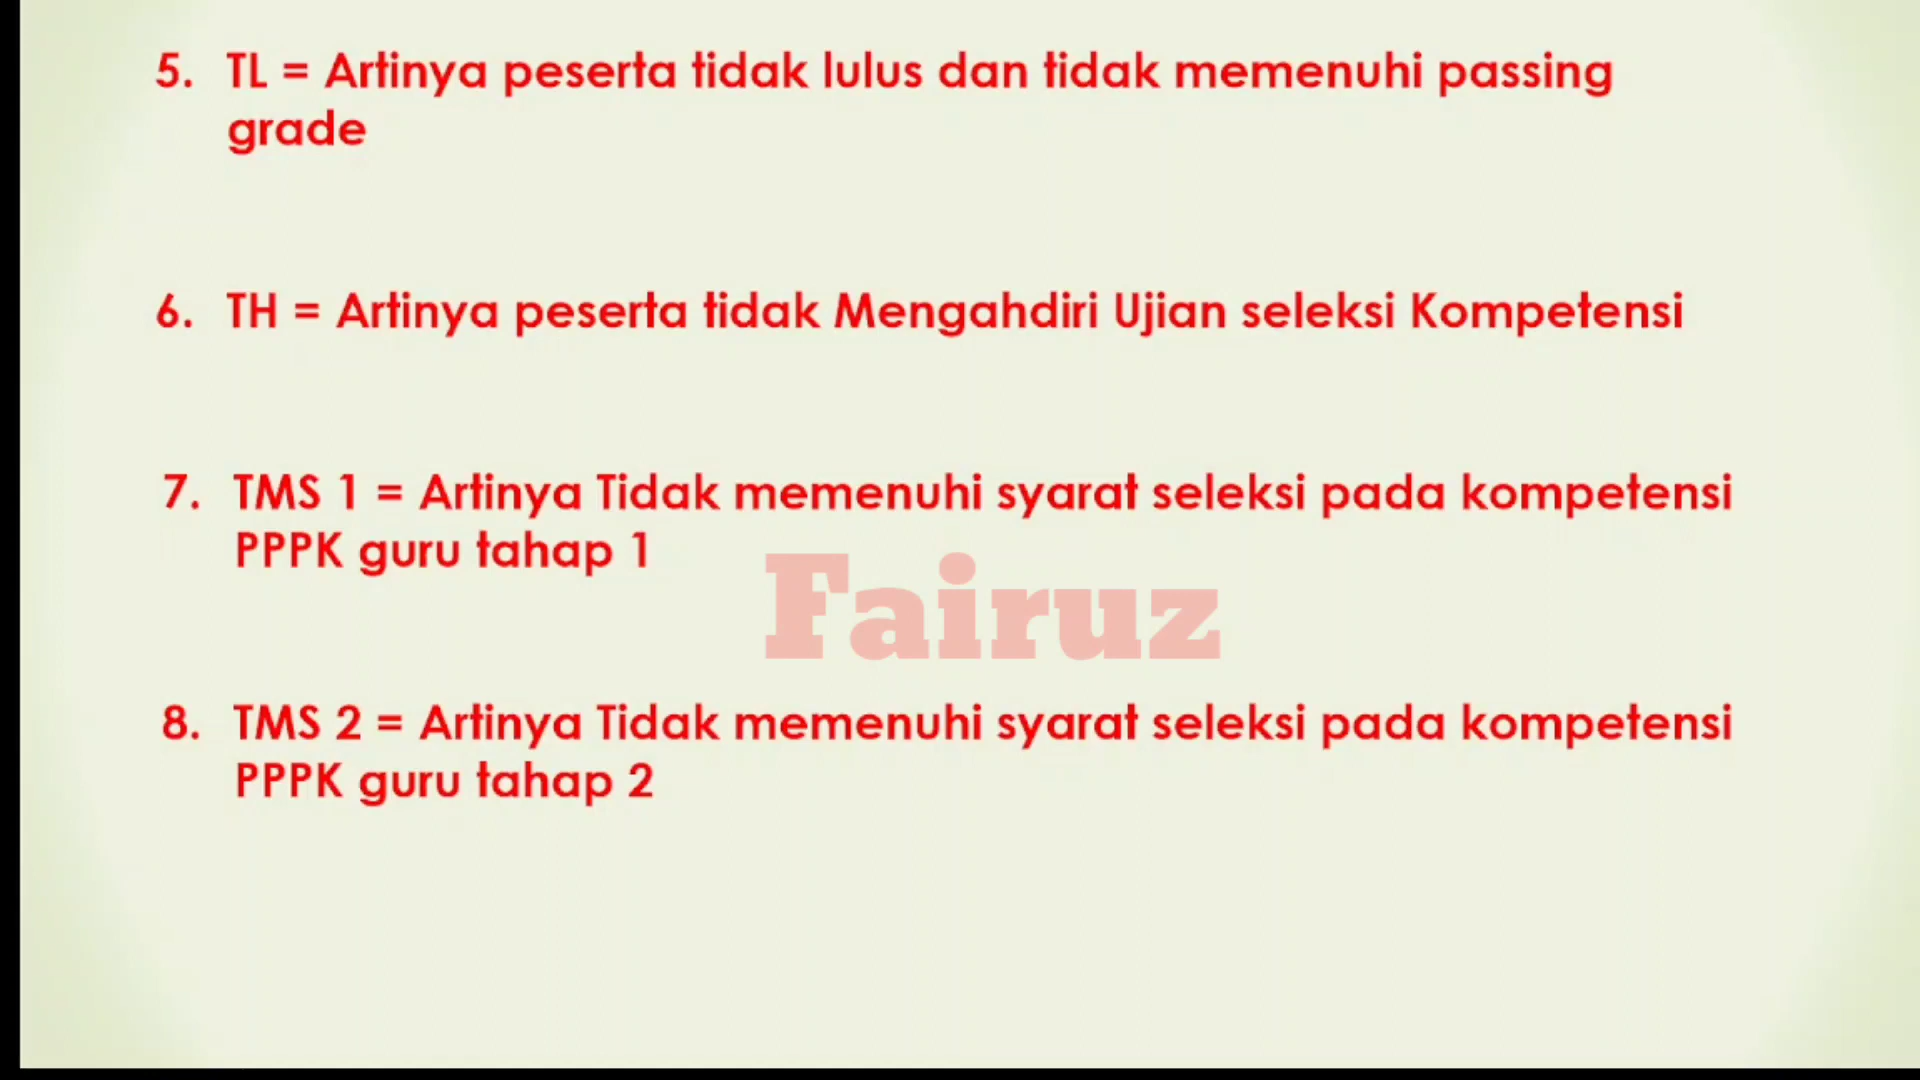 5. TL = Artinya peserta tidak lulus dan tidak memenuhi passing
grade
6. TH = Artinya peserta tidak Mengahdiri Ujian seleksi Kompetensi
7. TMS 1 = Artinya Tidak memenuhi syarat seleksi pada kompetensi
PPPK guru tahap 1
Fairuz
8. TMS 2 = Artinya Tidak memenuhi syarat seleksi pada kompetensi
PPPK guru tahap 2